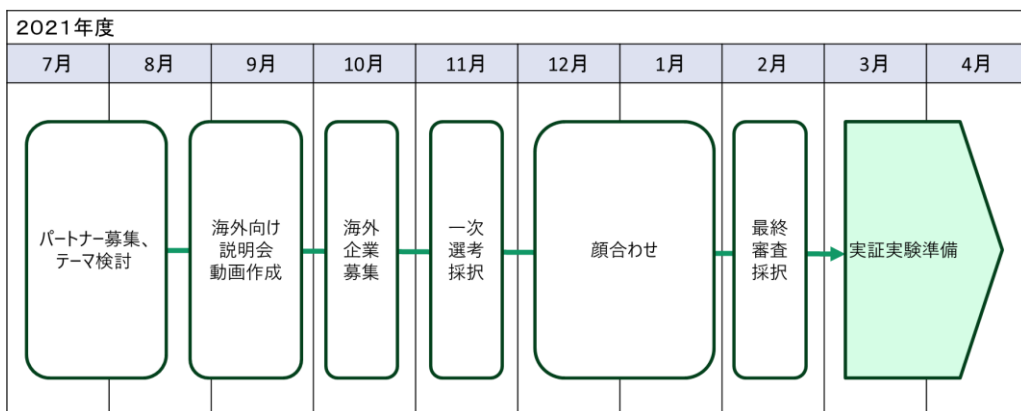 2021年度
7月 8月 9月 10月 11月 12月 1月 2月 3月 4月
パートナー募集、
テーマ検討
海外向け
説明会
動画作成
海外
企業
募集
一次
選考
採択
顔合わせ
最終
審査
採択
実証実験準備